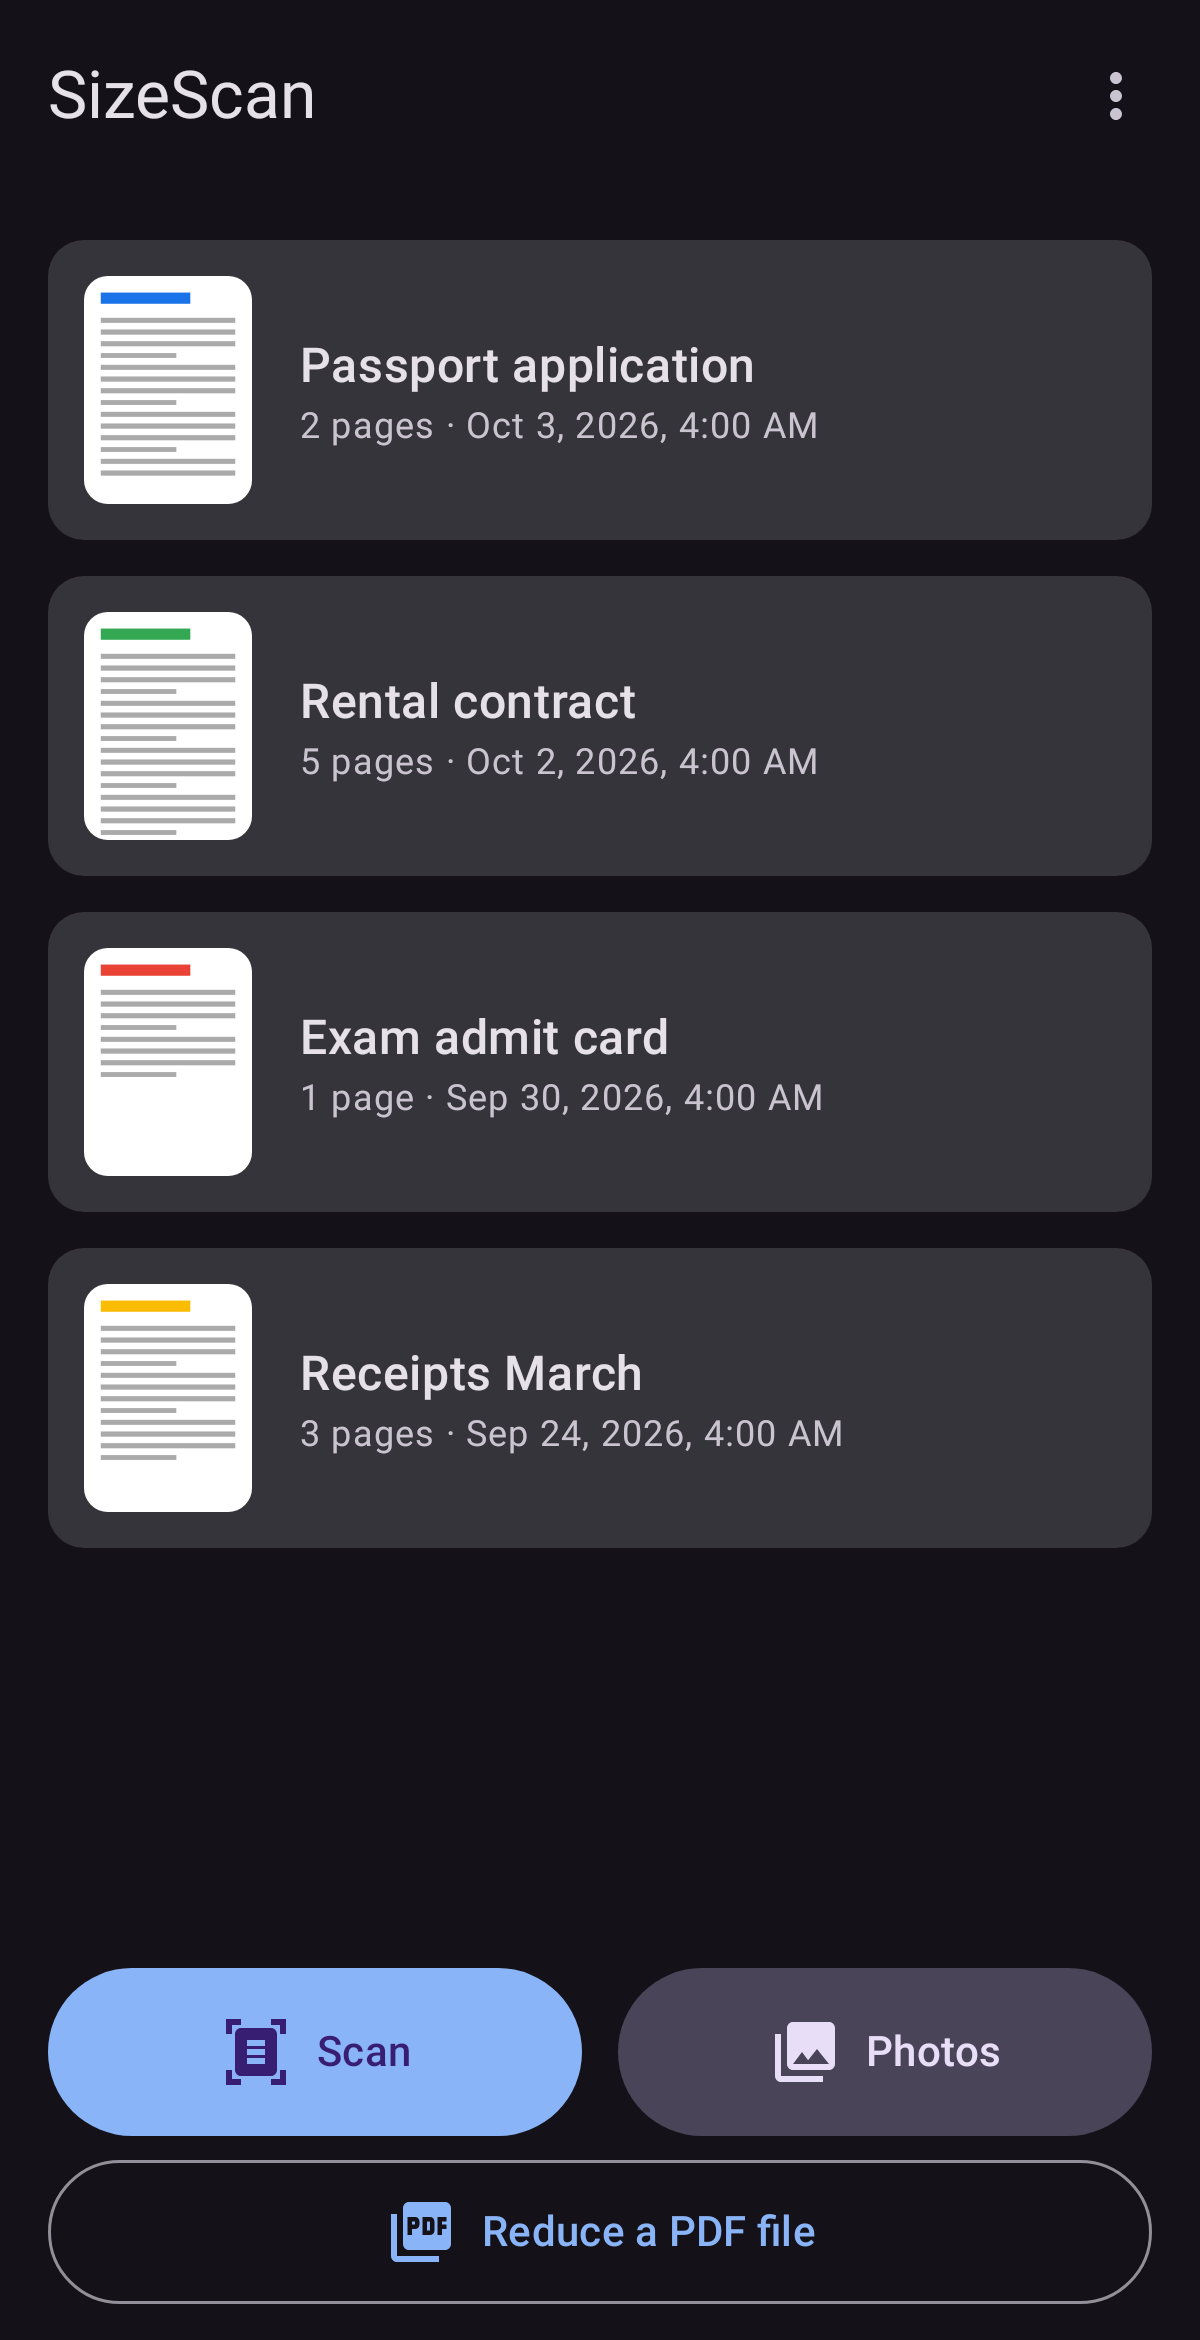 SizeScan
Passport application
2 pages · Oct 3, 2026, 4:00 AM
Rental contract
5 pages · Oct 2, 2026, 4:00 AM
Exam admit card
1 page · Sep 30, 2026, 4:00 AM
Receipts March
3 pages · Sep 24, 2026, 4:00 AM
Scan
Photos
PDF
Reduce a PDF file